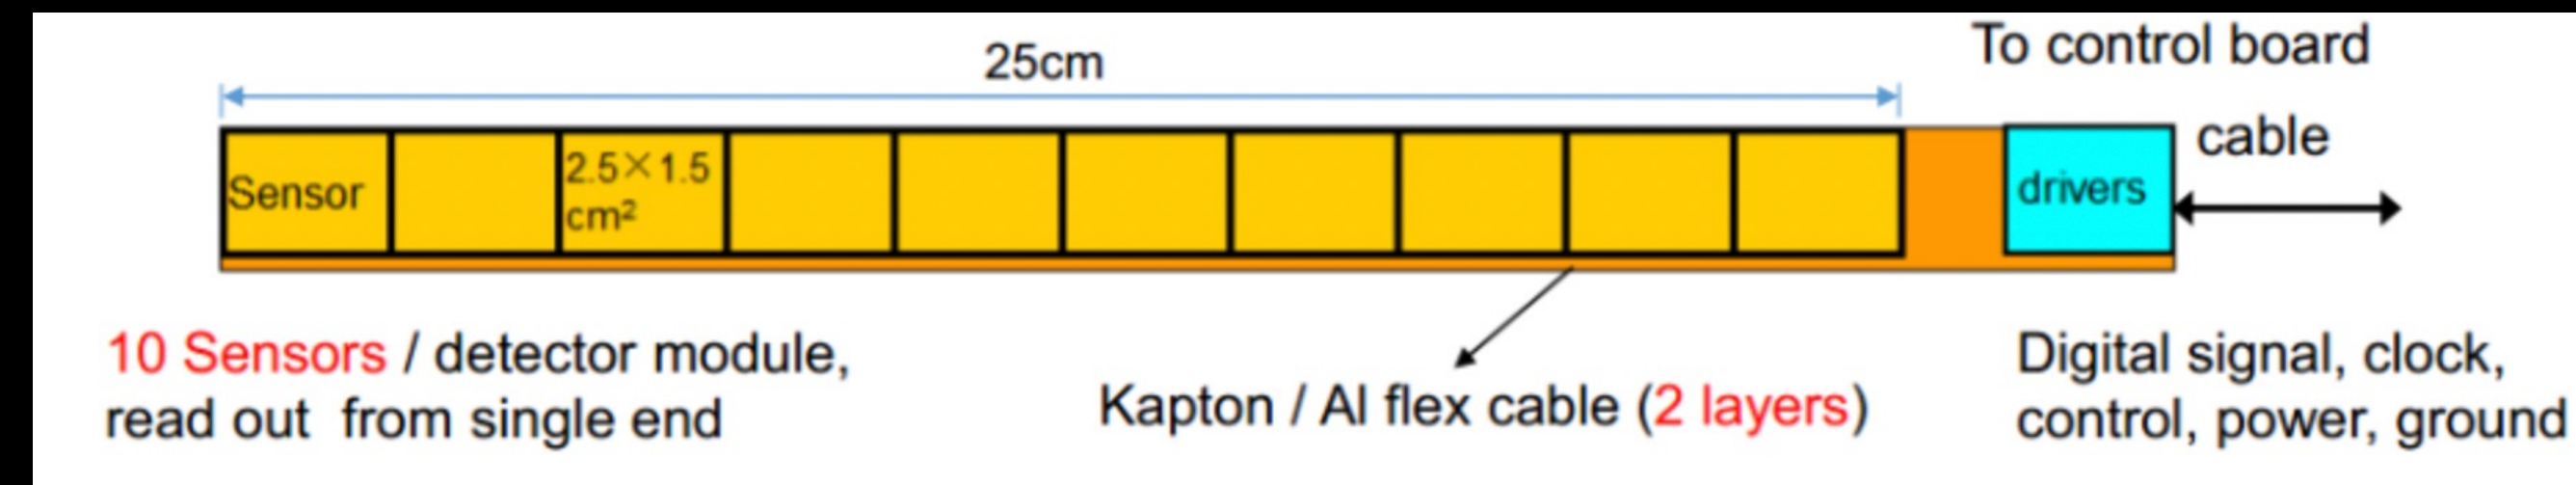 25cm
To control board
cable
Sensor
2.5×1.5
cm²
drivers
10 Sensors / detector module,
read out from single end
Kapton / Al flex cable (2 layers)
Digital signal, clock,
control, power, ground